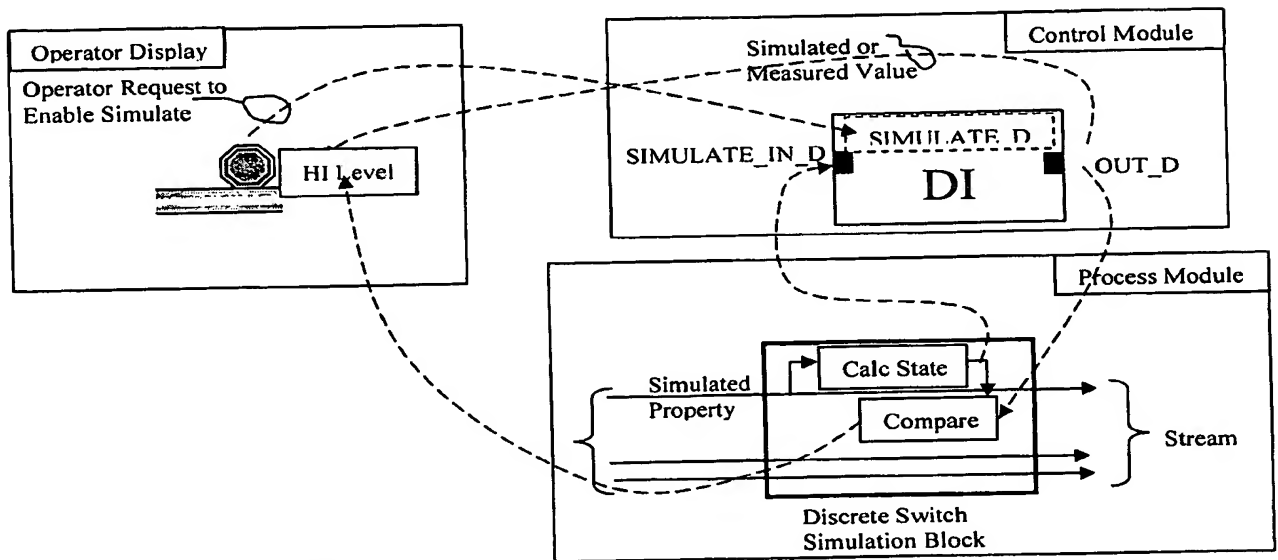 Operator Display
Operator Request to
Enable Simulate
HI Level
Control Module
Simulated or
Measured Value
SIMULATE_D
SIMULATE_IN_D
OUT_D
DI
Process Module
Calc State
Simulated
Property
Compare
Stream
Discrete Switch
Simulation Block